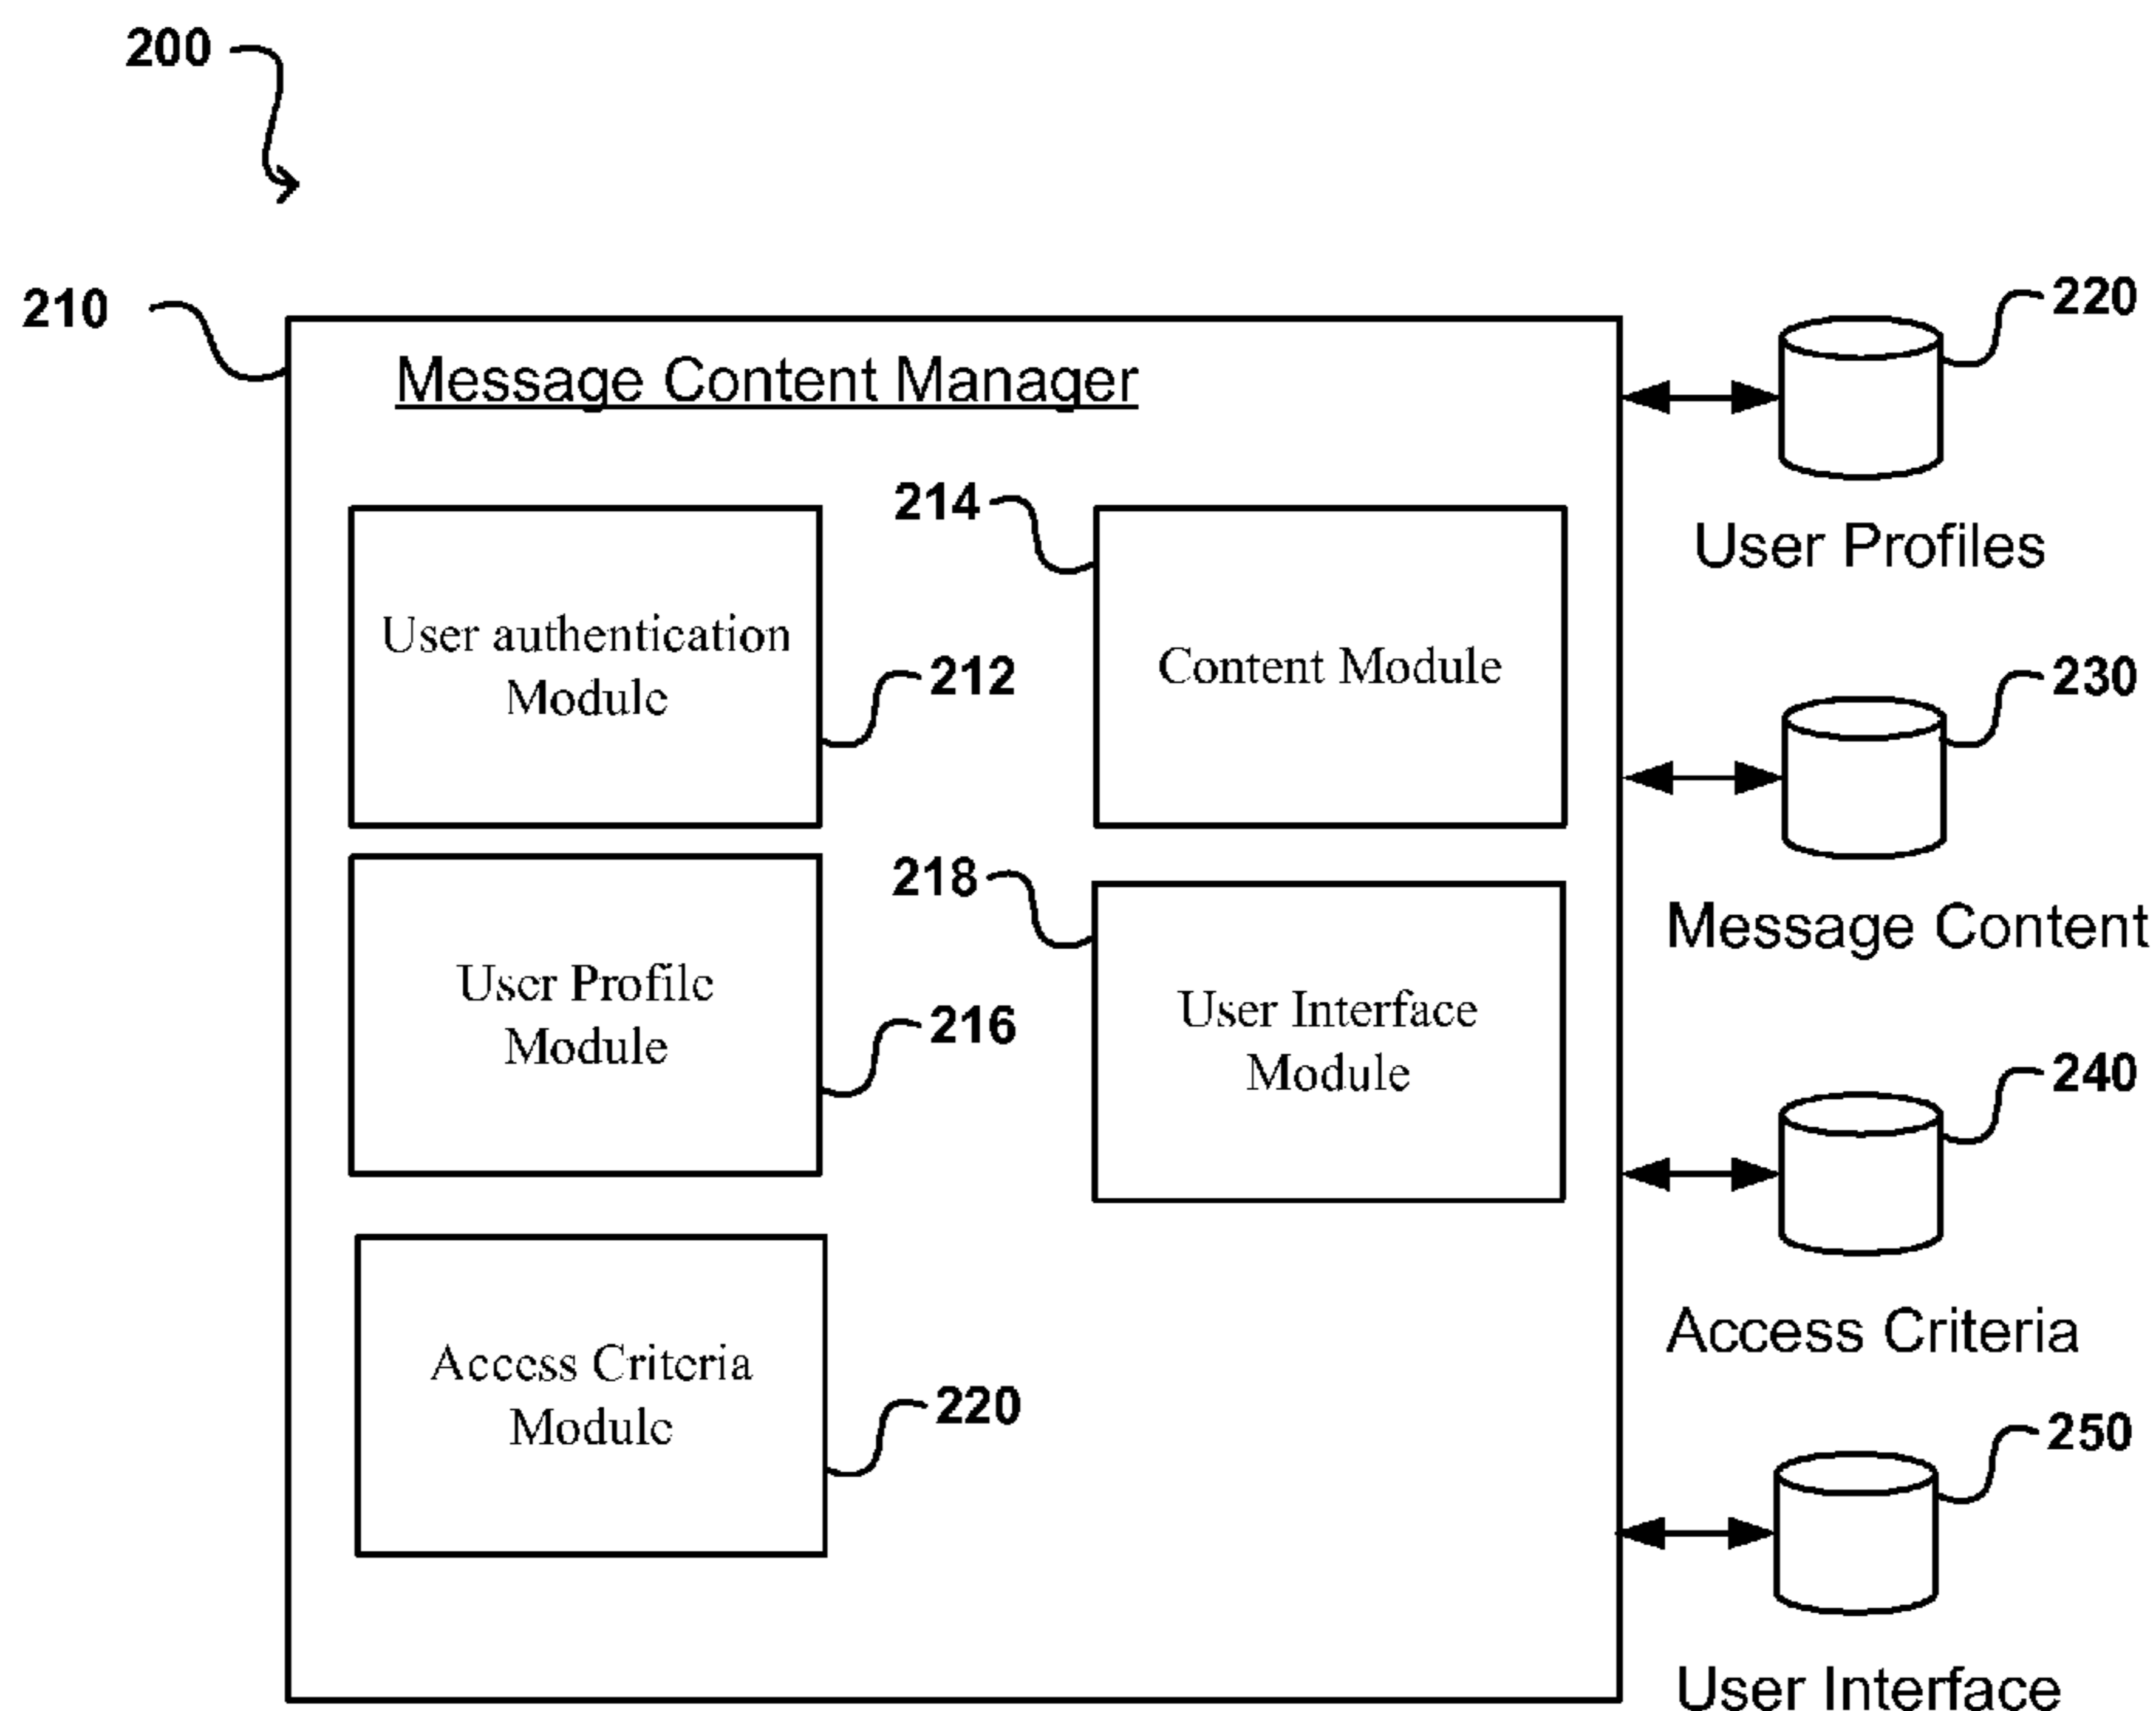 200
210
Message Content Manager
220
User Profiles
214
User authentication
Module
212
Content Module
230
Message Content
218
User Profile
Module
216
User Interface
Module
240
Access Criteria
Access Criteria
Module
220
250
User Interface